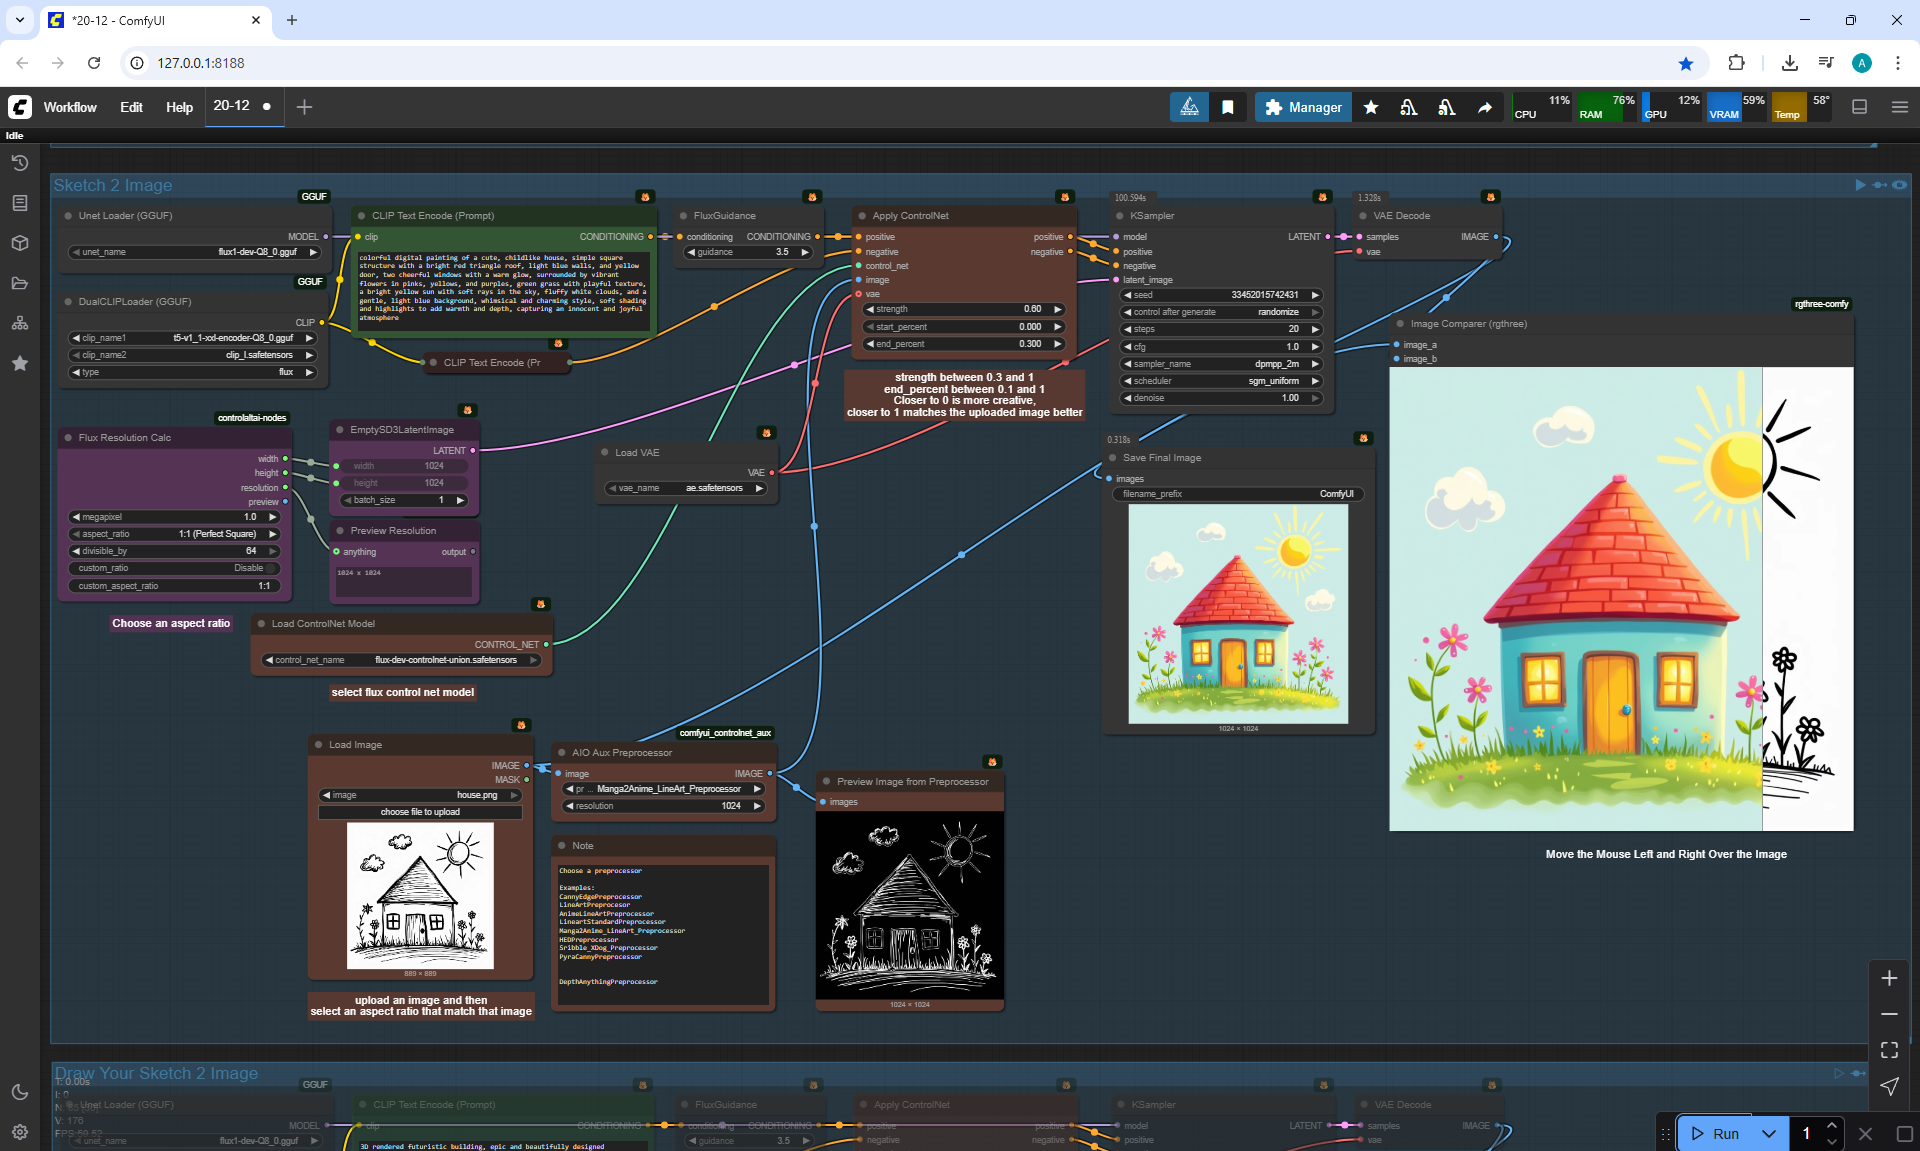 *20-12 - ComfyUI
127.0.0.1:8188
Workflow Edit Help 20-12
Manager
CPU 11% RAM 76% GPU 12% VRAM 59% Temp 58°
Idle
Sketch 2 Image
GGUF
Unet Loader (GGUF)
MODEL
unet_name flux1-dev-Q8_0.gguf
GGUF
DualCLIPLoader (GGUF)
CLIP
clip_name1 t5-v1_1-xxl-encoder-Q8_0.gguf
clip_name2 clip_l.safetensors
type flux
CLIP Text Encode (Prompt)
clip CONDITIONING
colorful digital painting of a cute, childlike house, simple square
structure with a bright red triangle roof, light blue walls, and yellow
door, two cheerful windows with a warm glow, surrounded by vibrant
flowers in pinks, yellows, and purples, green grass with playful texture,
a bright yellow sun with soft rays in the sky, fluffy white clouds, and a
gentle, light blue background, whimsical and charming style, soft shading
and highlights to add warmth and depth, capturing an innocent and joyful
atmosphere
CLIP Text Encode (Pr
FluxGuidance
conditioning CONDITIONING
guidance 3.5
Apply ControlNet
positive positive
negative negative
control_net
image
vae
strength 0.60
start_percent 0.000
end_percent 0.300
strength between 0.3 and 1
end_percent between 0.1 and 1
Closer to 0 is more creative,
closer to 1 matches the uploaded image better
100.594s
KSampler
model LATENT
positive
negative
latent_image
seed 33452015742431
control after generate randomize
steps 20
cfg 1.0
sampler_name dpmpp_2m
scheduler sgm_uniform
denoise 1.00
1.328s
VAE Decode
samples IMAGE
vae
rgthree-comfy
Image Comparer (rgthree)
image_a
image_b
Move the Mouse Left and Right Over the Image
controlaltai-nodes
Flux Resolution Calc
width
height
resolution
preview
megapixel 1.0
aspect_ratio 1:1 (Perfect Square)
divisible_by 64
custom_ratio Disable
custom_aspect_ratio 1:1
Choose an aspect ratio
EmptySD3LatentImage
LATENT
width 1024
height 1024
batch_size 1
Preview Resolution
anything output
1024 x 1024
Load VAE
VAE
vae_name ae.safetensors
0.318s
Save Final Image
images
filename_prefix ComfyUI
1024 × 1024
Load ControlNet Model
CONTROL_NET
control_net_name flux-dev-controlnet-union.safetensors
select flux control net model
Load Image
IMAGE
MASK
image house.png
choose file to upload
889 × 889
upload an image and then
select an aspect ratio that match that image
comfyui_controlnet_aux
AIO Aux Preprocessor
image IMAGE
pr ... Manga2Anime_LineArt_Preprocessor
resolution 1024
Note
Choose a preprocessor
Examples:
CannyEdgePreprocessor
LineArtPreprocesor
AnimeLineArtPreprocessor
LineartStandardPreprocessor
Manga2Anime_LineArt_Preprocessor
HEDPreprocessor
Sribble_XDog_Preprocessor
PyraCannyPreprocessor
DepthAnythingPreprocessor
Preview Image from Preprocessor
images
1024 × 1024
Draw Your Sketch 2 Image
T: 0.00s
I: 0
V: 176
GGUF
Unet Loader (GGUF)
MODEL
unet_name flux1-dev-Q8_0.gguf
CLIP Text Encode (Prompt)
clip CONDITIONING
3D rendered futuristic building, epic and beautifully designed
FluxGuidance
conditioning CONDITIONING
guidance 3.5
Apply ControlNet
positive positive
negative negative
KSampler
model LATENT
positive
negative
VAE Decode
samples IMAGE
vae
Run 1